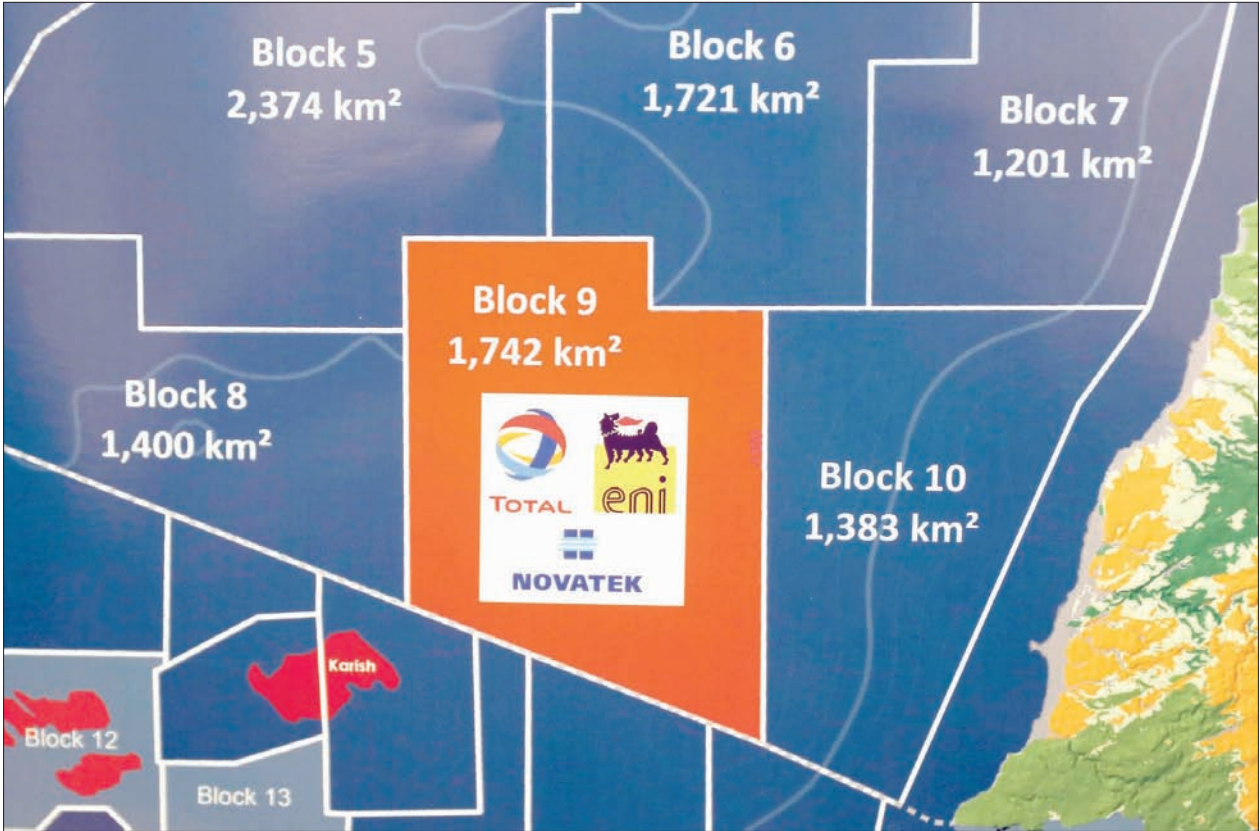 Block 5
2,374 km²
Block 6
1,721 km²
Block 7
1,201 km²
Block 9
1,742 km²
Block 8
1,400 km²
TOTAL
eni
NOVATEK
Block 10
1,383 km²
Karish
Block 12
Block 13